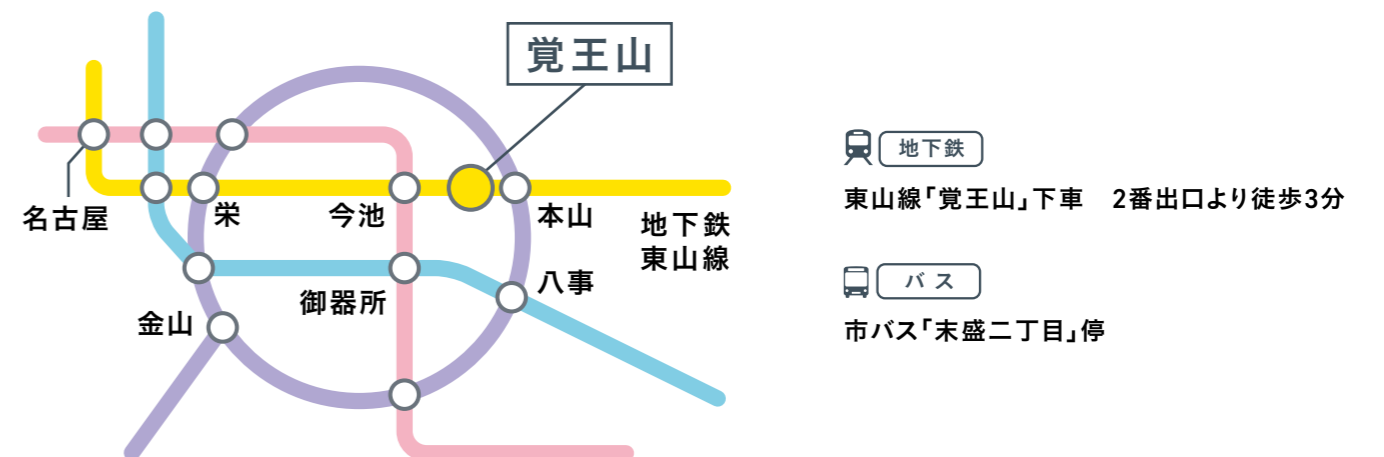 覚王山
名古屋
栄
今池
本山
地下鉄
東山線
御器所
八事
金山
地下鉄
東山線「覚王山」下車　2番出口より徒歩3分
バス
市バス「末盛二丁目」停